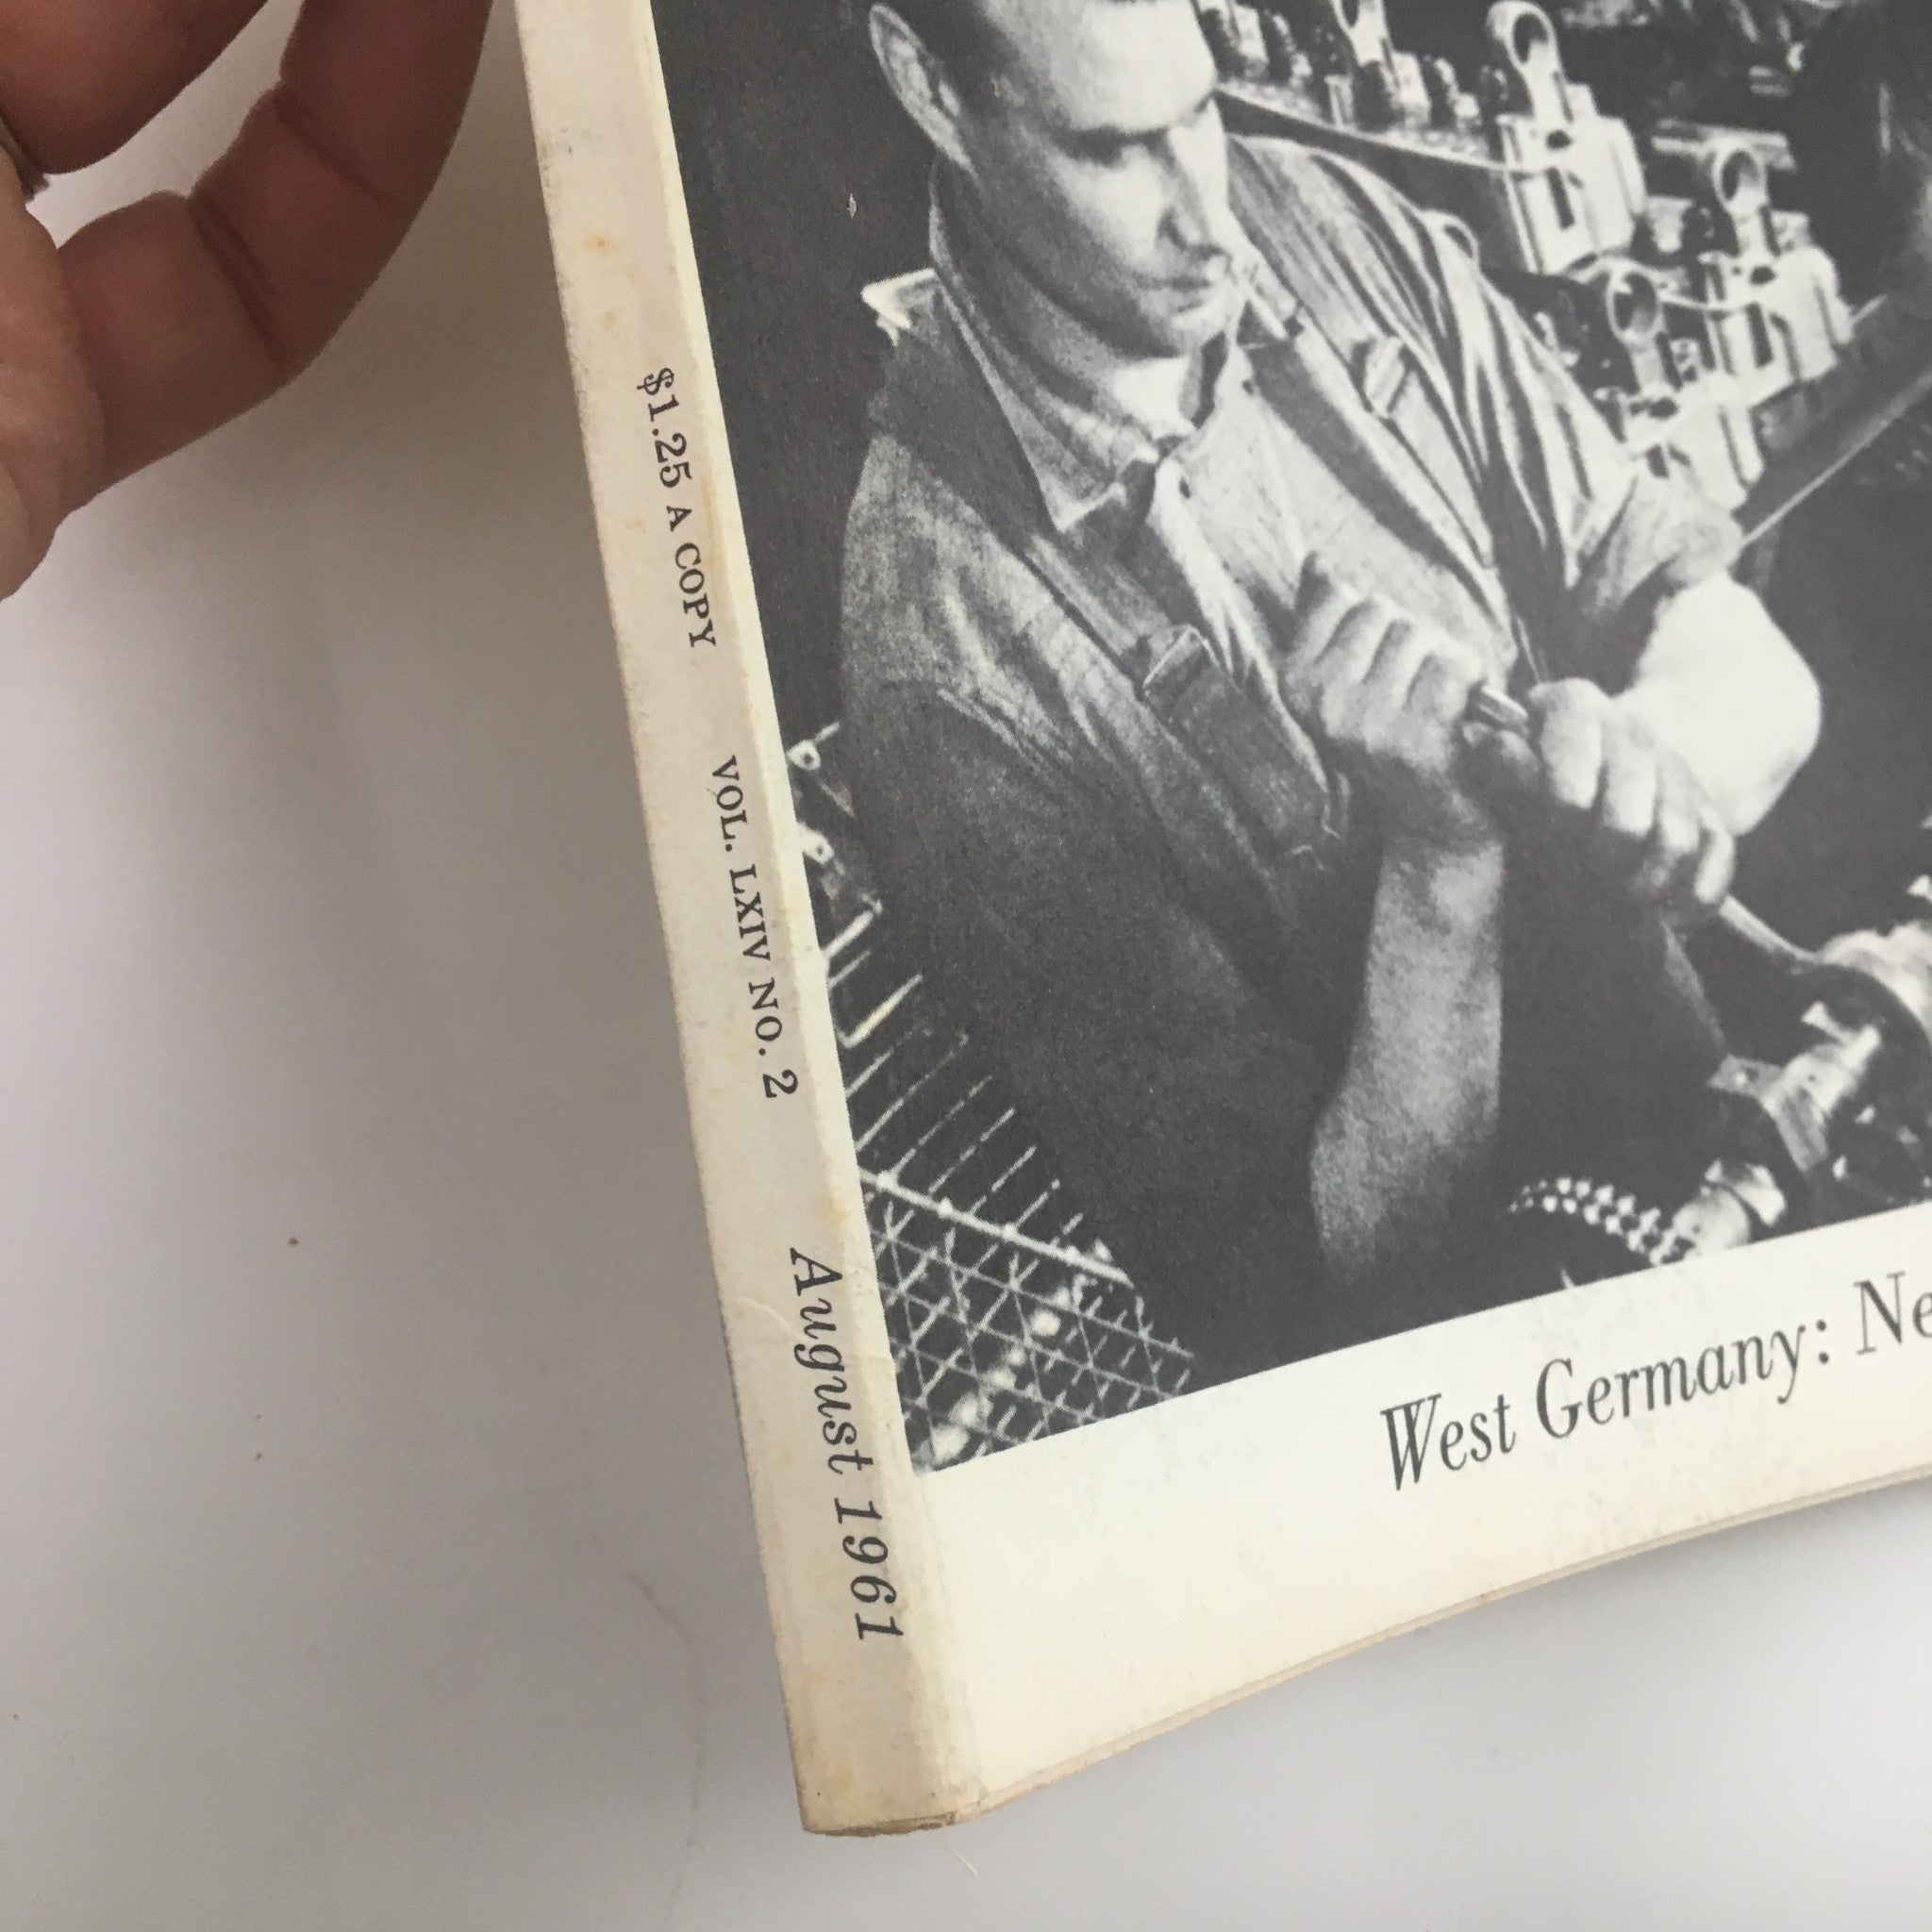 $1.25 A COPY VOL. LXIV NO. 2 August 1961
West Germany: Ne